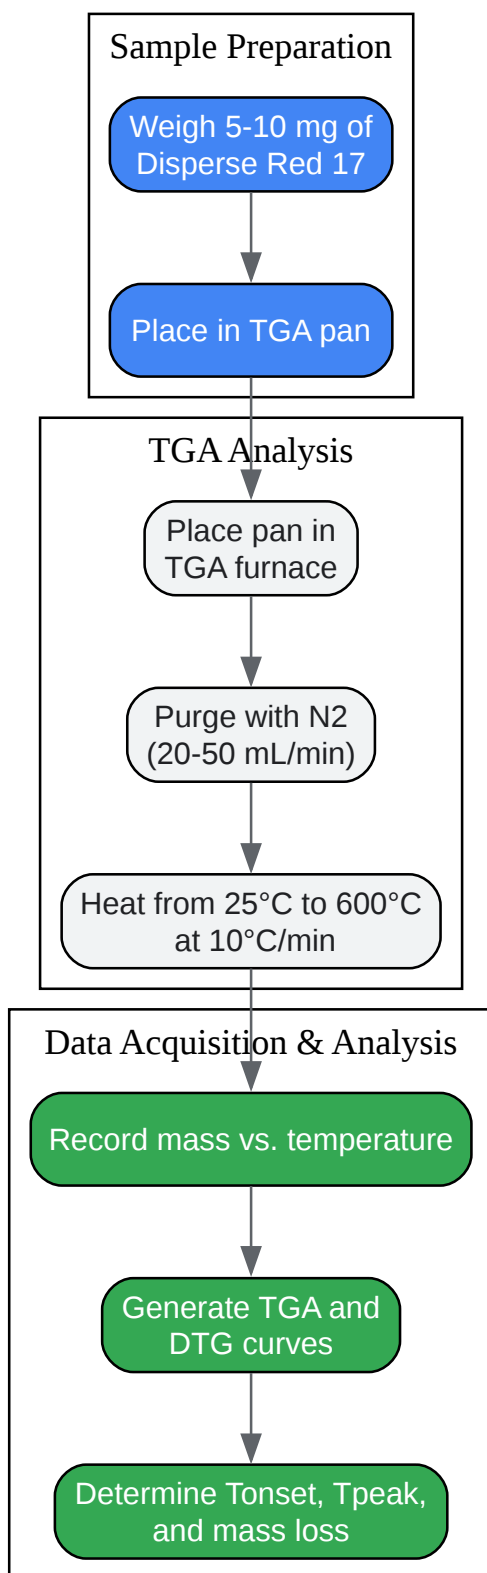 Sample Preparation
Weigh 5-10 mg of
Disperse Red 17
Place in TGA pan
TGA Analysis
Place pan in
TGA furnace
Purge with N2
(20-50 mL/min)
Heat from 25°C to 600°C
at 10°C/min
Data Acquisition & Analysis
Record mass vs. temperature
Generate TGA and
DTG curves
Determine Tonset, Tpeak,
and mass loss